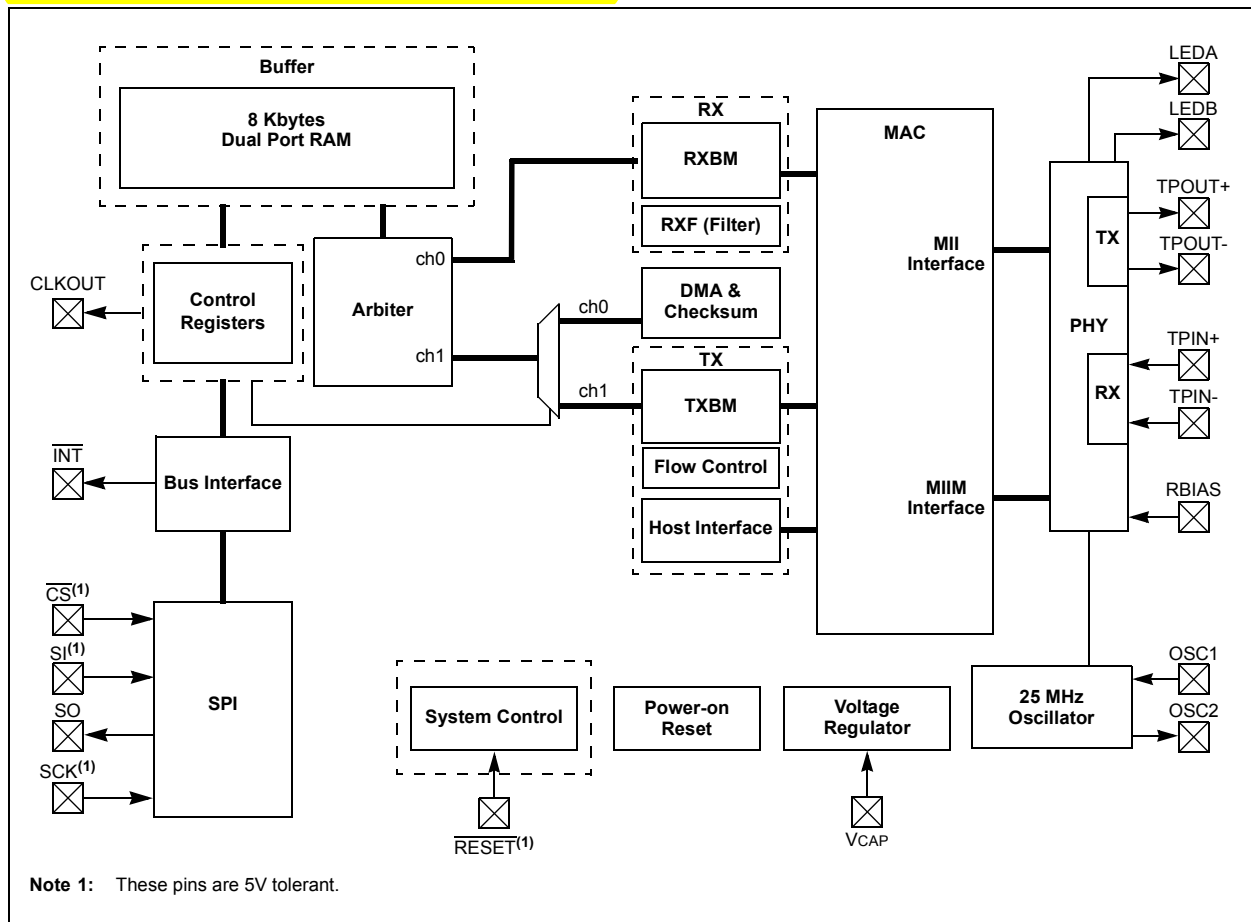 Buffer
8 Kbytes
Dual Port RAM
CLKOUT
Control
Registers
Arbiter
ch0
ch1
ch0
ch1
RX
RXBM
RXF (Filter)
DMA &
Checksum
TX
TXBM
Flow Control
Host Interface
MAC
MII
Interface
MIIM
Interface
PHY
TX
RX
LEDA
LEDB
TPOUT+
TPOUT-
TPIN+
TPIN-
RBIAS
INT
Bus Interface
CS(1)
SI(1)
SO
SCK(1)
SPI
System Control
RESET(1)
Power-on
Reset
Voltage
Regulator
VCAP
25 MHz
Oscillator
OSC1
OSC2
Note 1: These pins are 5V tolerant.